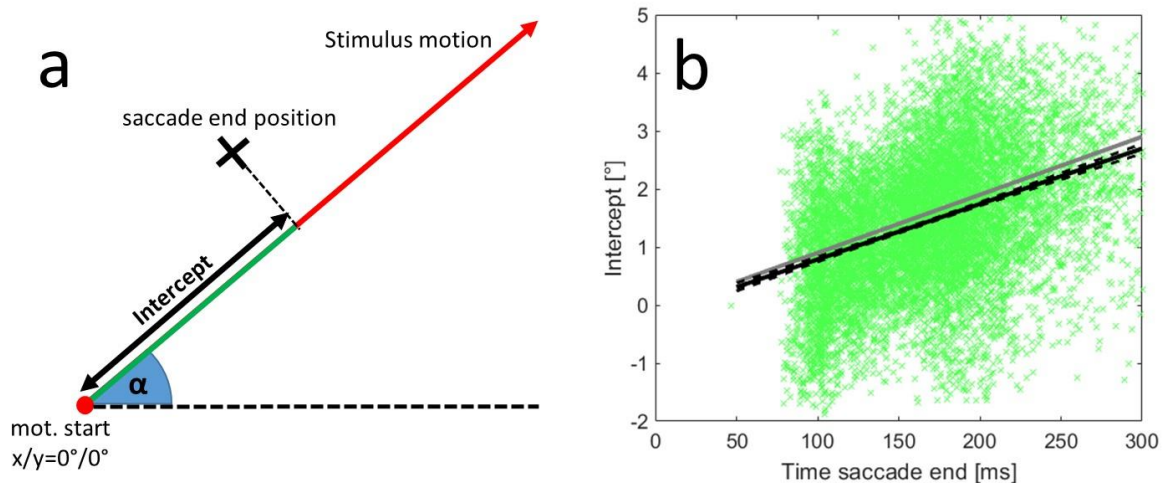 a
Stimulus motion
saccade end position
Intercept
α
mot. start
x/y=0°/0°
b
Intercept [°]
5
4
3
2
1
0
-1
-2
0
50
100
150
200
250
300
Time saccade end [ms]